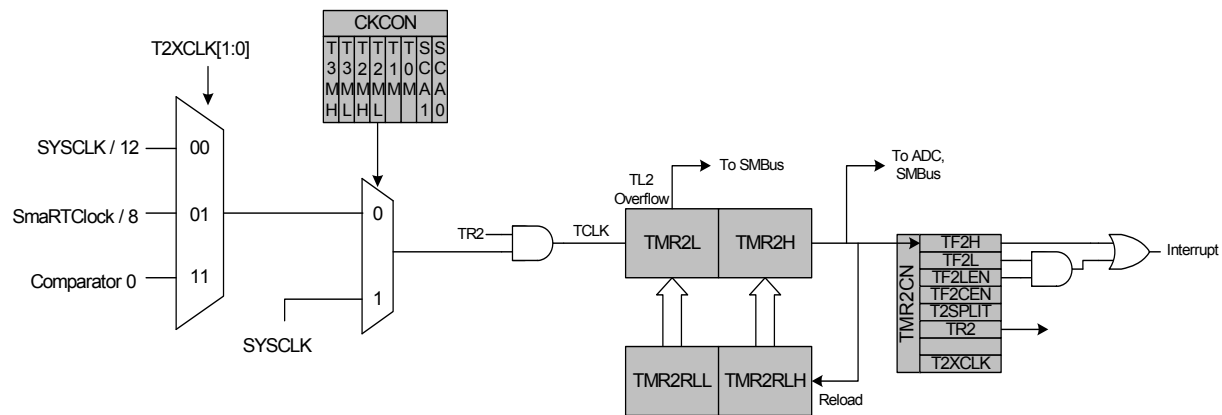 CKCON
T3MH
T3ML
T2MH
T2ML
T1M
T0M
SCA1
SCA0
T2XCLK[1:0]
SYSCLK / 12
00
SmaRTClock / 8
01
Comparator 0
11
0
1
SYSCLK
TR2
TCLK
TL2
Overflow
To SMBus
To ADC,
SMBus
TMR2L
TMR2H
TMR2RLL
TMR2RLH
Reload
TMR2CN
TF2H
TF2L
TF2LEN
TF2CEN
T2SPLIT
TR2
T2XCLK
Interrupt